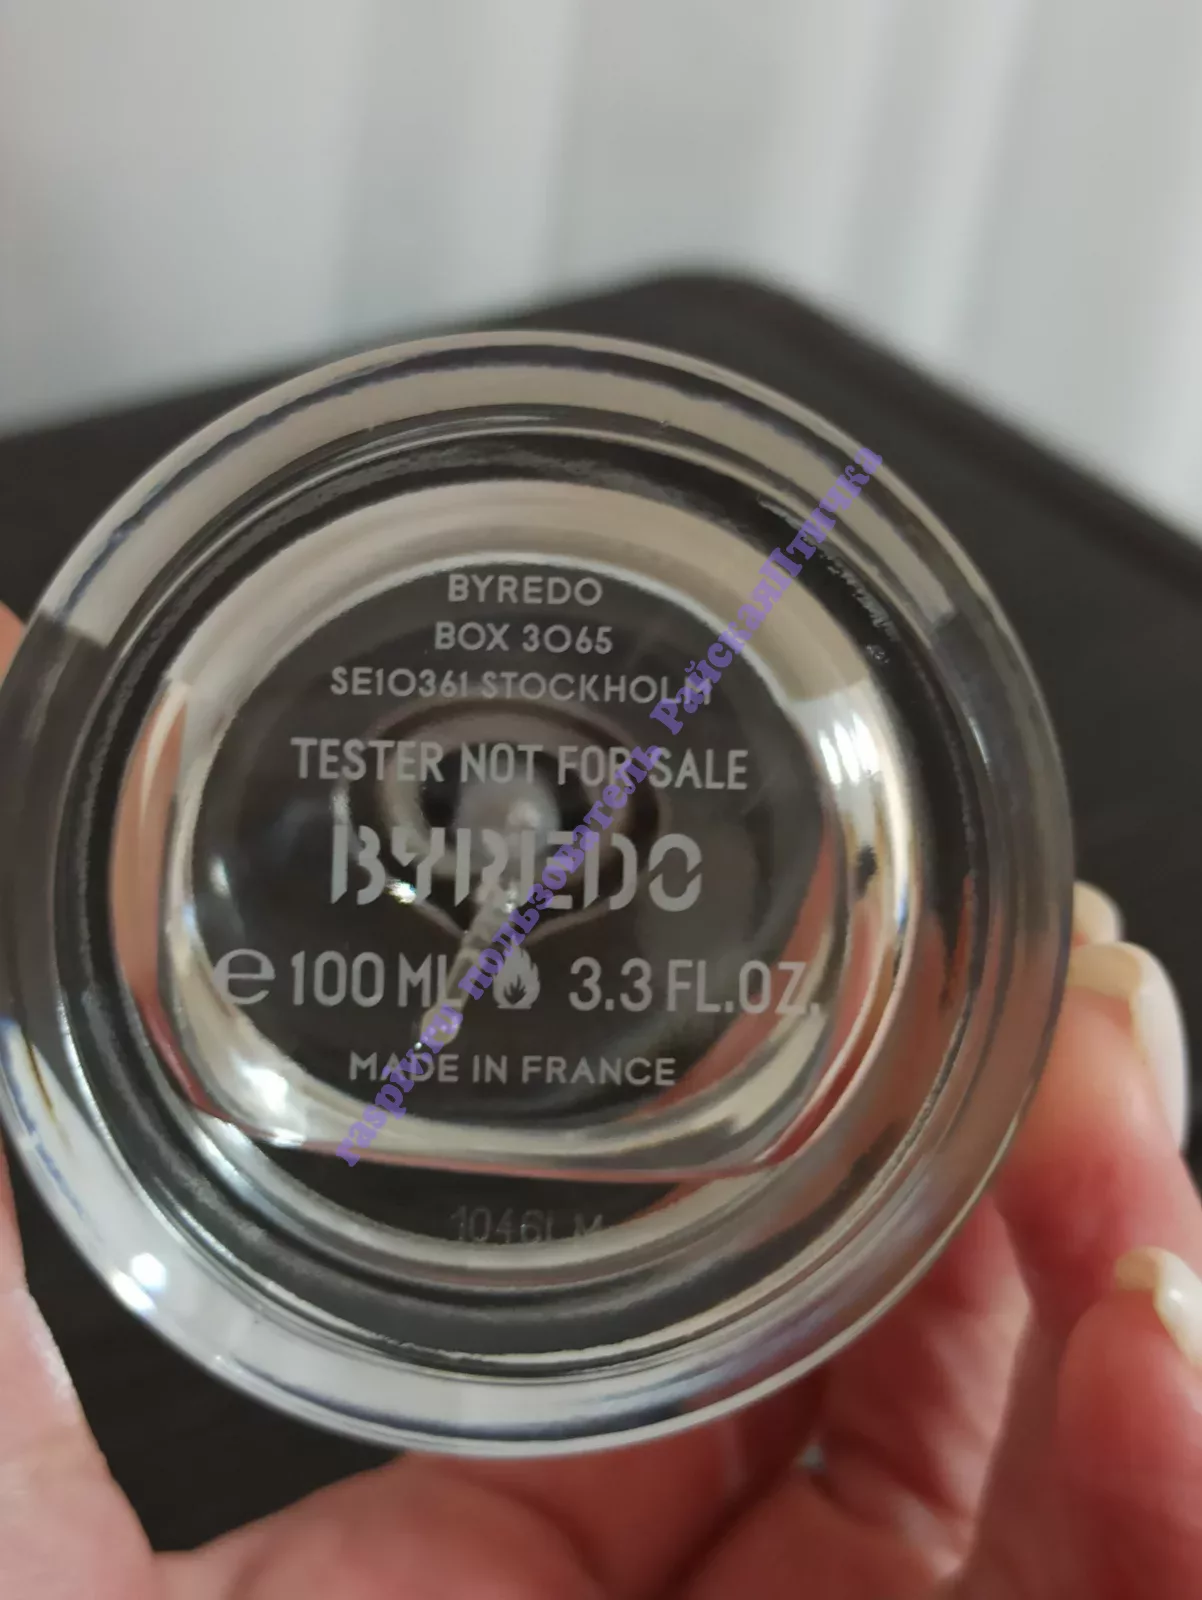 BYREDO
BOX 3065
SE10361 STOCKHOLM
TESTER NOT FOR SALE
BYREDO
e 100 ML 3.3 FL.OZ.
MADE IN FRANCE
1046LM
raspiwra пользователь РайскаяПтичка